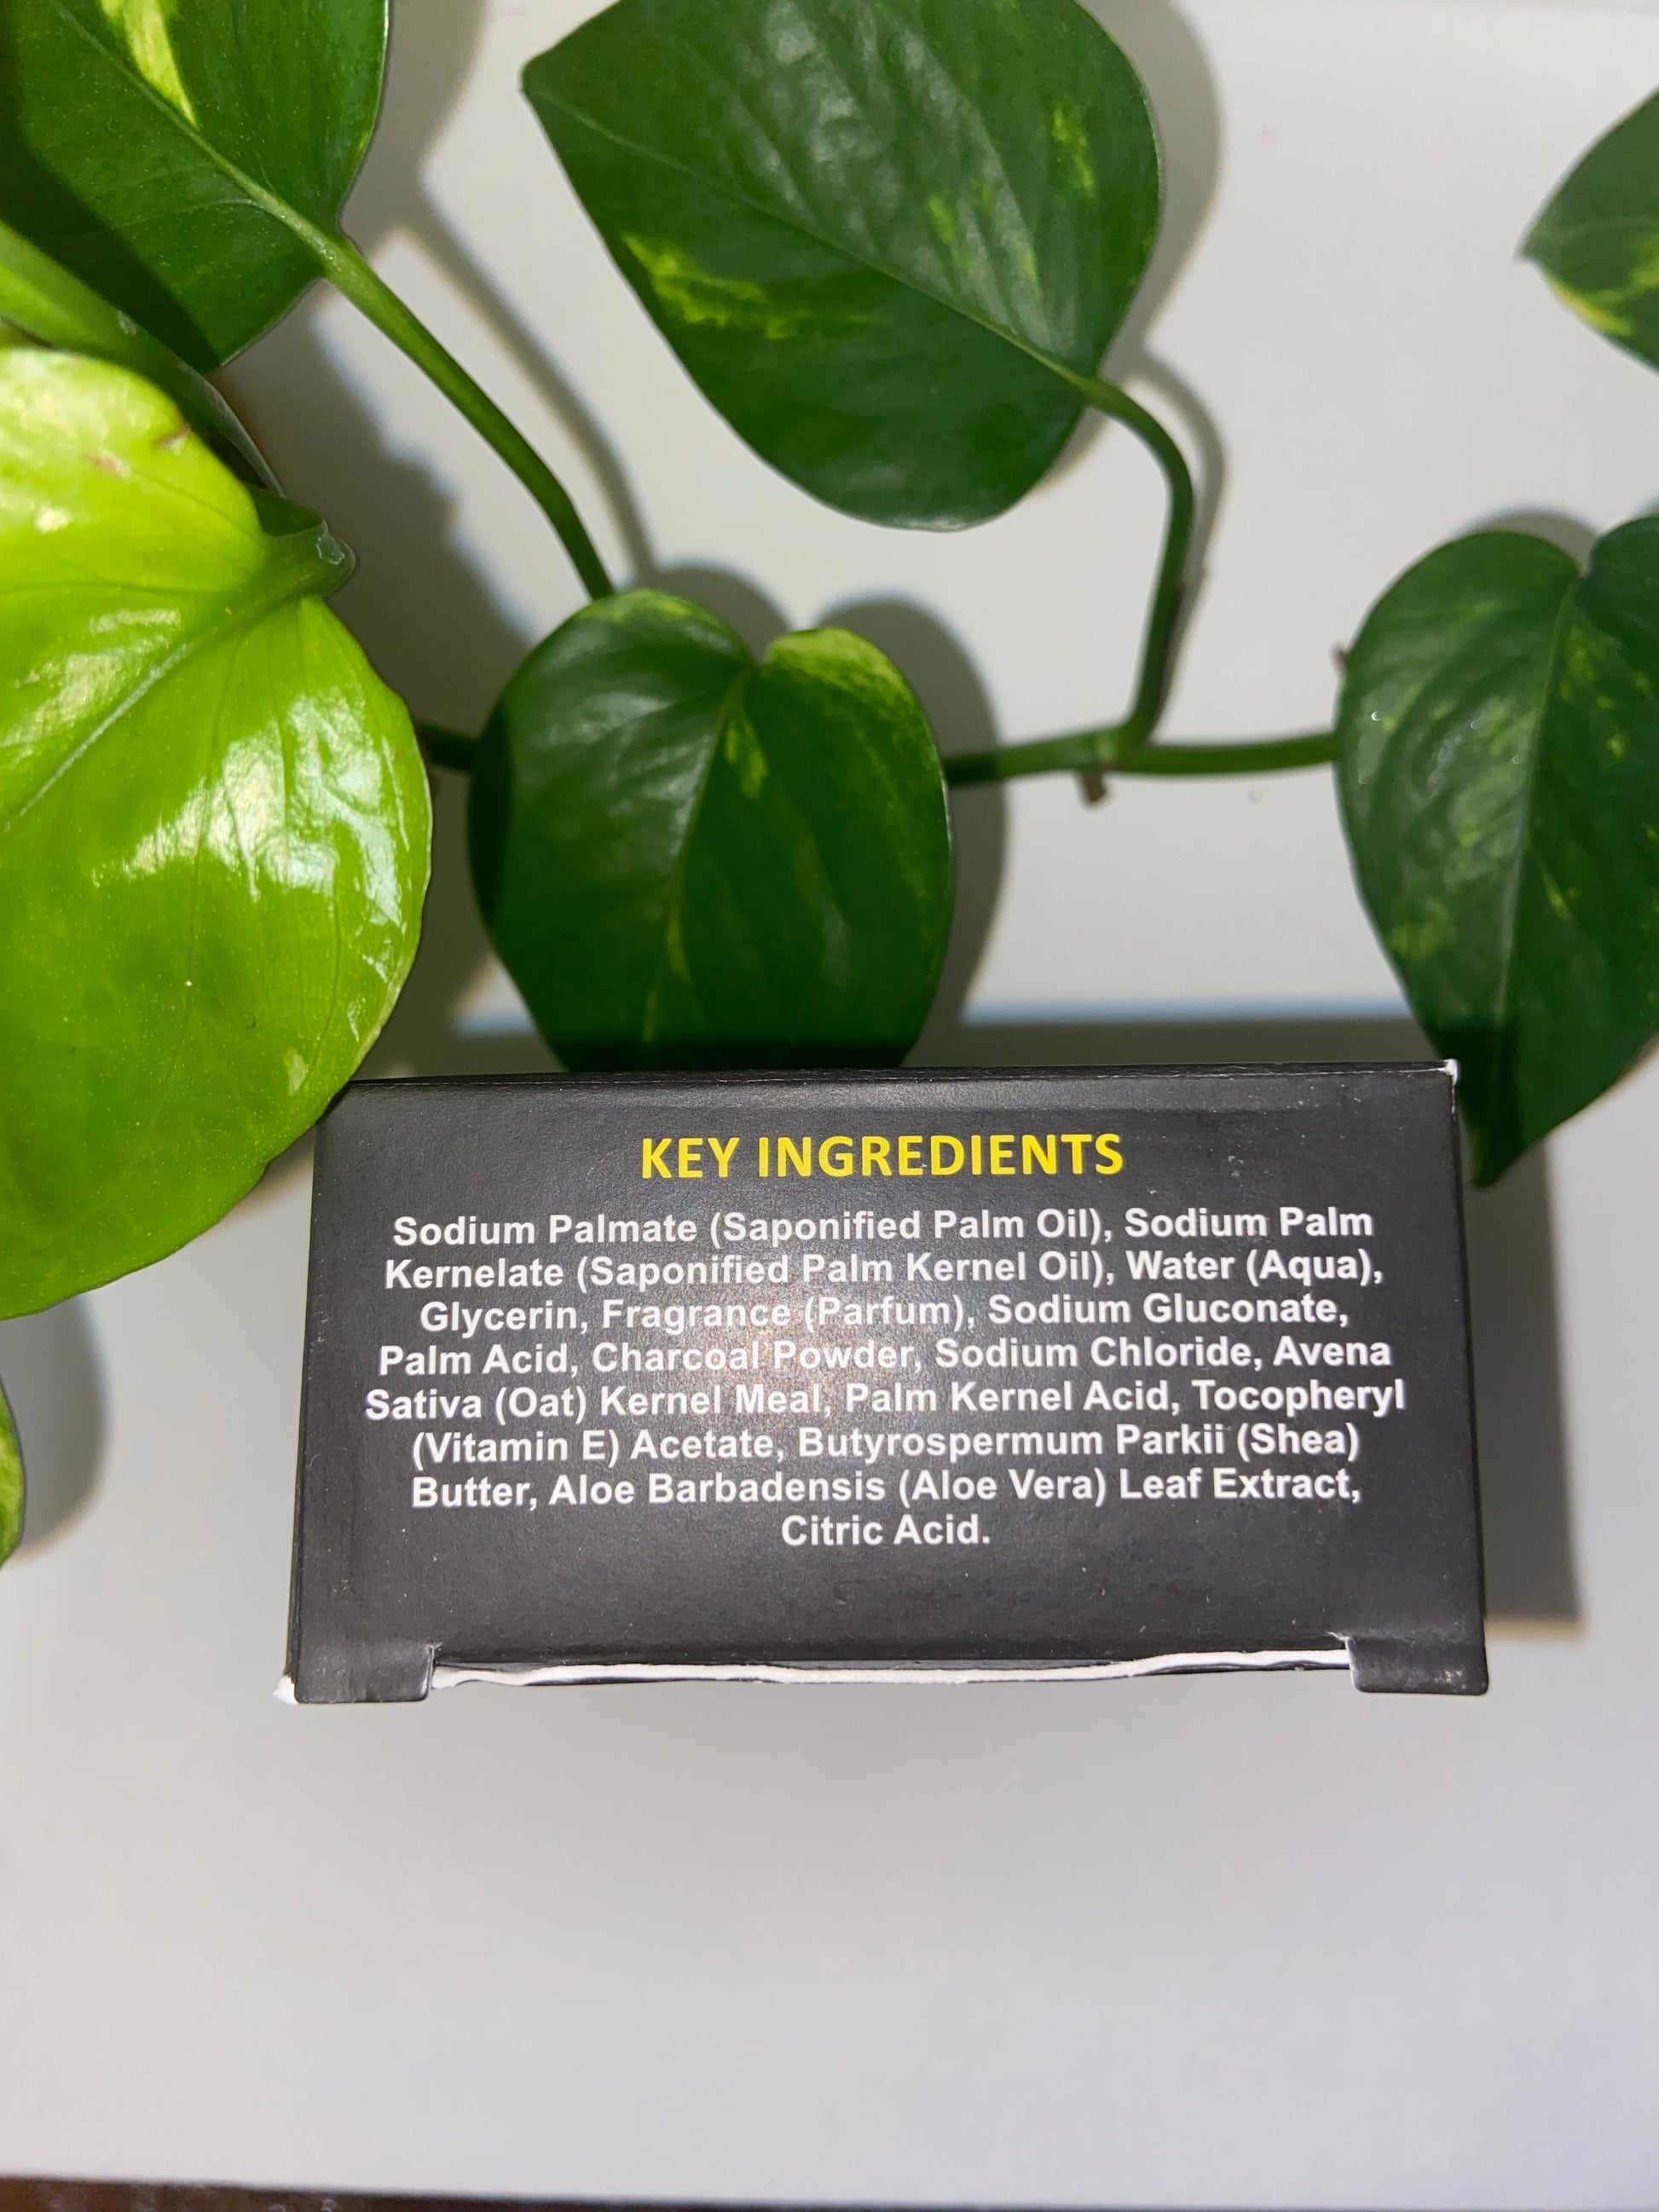 KEY INGREDIENTS
Sodium Palmate (Saponified Palm Oil), Sodium Palm
Kernelate (Saponified Palm Kernel Oil), Water (Aqua),
Glycerin, Fragrance (Parfum), Sodium Gluconate,
Palm Acid, Charcoal Powder, Sodium Chloride, Avena
Sativa (Oat) Kernel Meal, Palm Kernel Acid, Tocopheryl
(Vitamin E) Acetate, Butyrospermum Parkii (Shea)
Butter, Aloe Barbadensis (Aloe Vera) Leaf Extract,
Citric Acid.